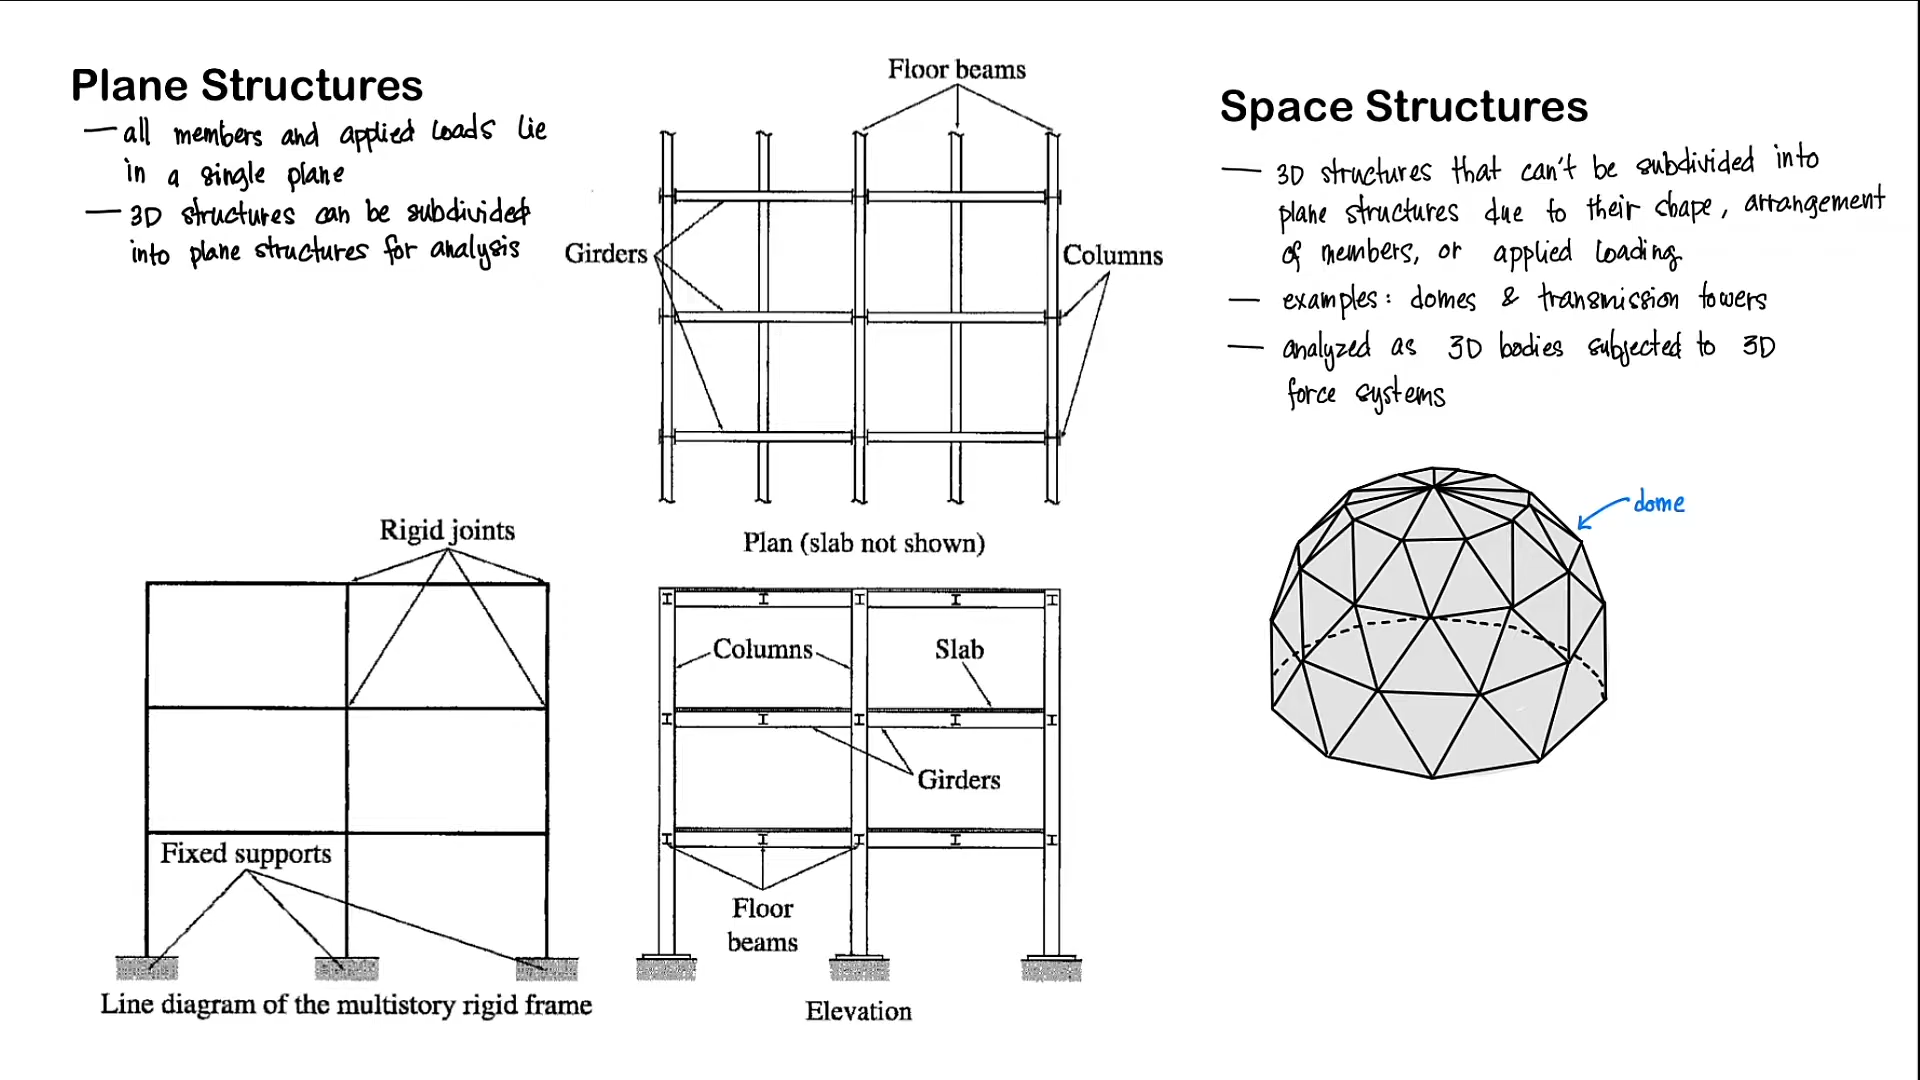 Plane Structures
— all members and applied loads lie
in a single plane
— 3D structures can be subdivided
into plane structures for analysis
Floor beams
Girders
Columns
Plan (slab not shown)
Rigid joints
Fixed supports
Line diagram of the multistory rigid frame
Columns
Slab
Girders
Floor
beams
Elevation
Space Structures
— 3D structures that can't be subdivided into
plane structures due to their shape, arrangement
of members, or applied loading
— examples: domes & transmission towers
— analyzed as 3D bodies subjected to 3D
force systems
dome